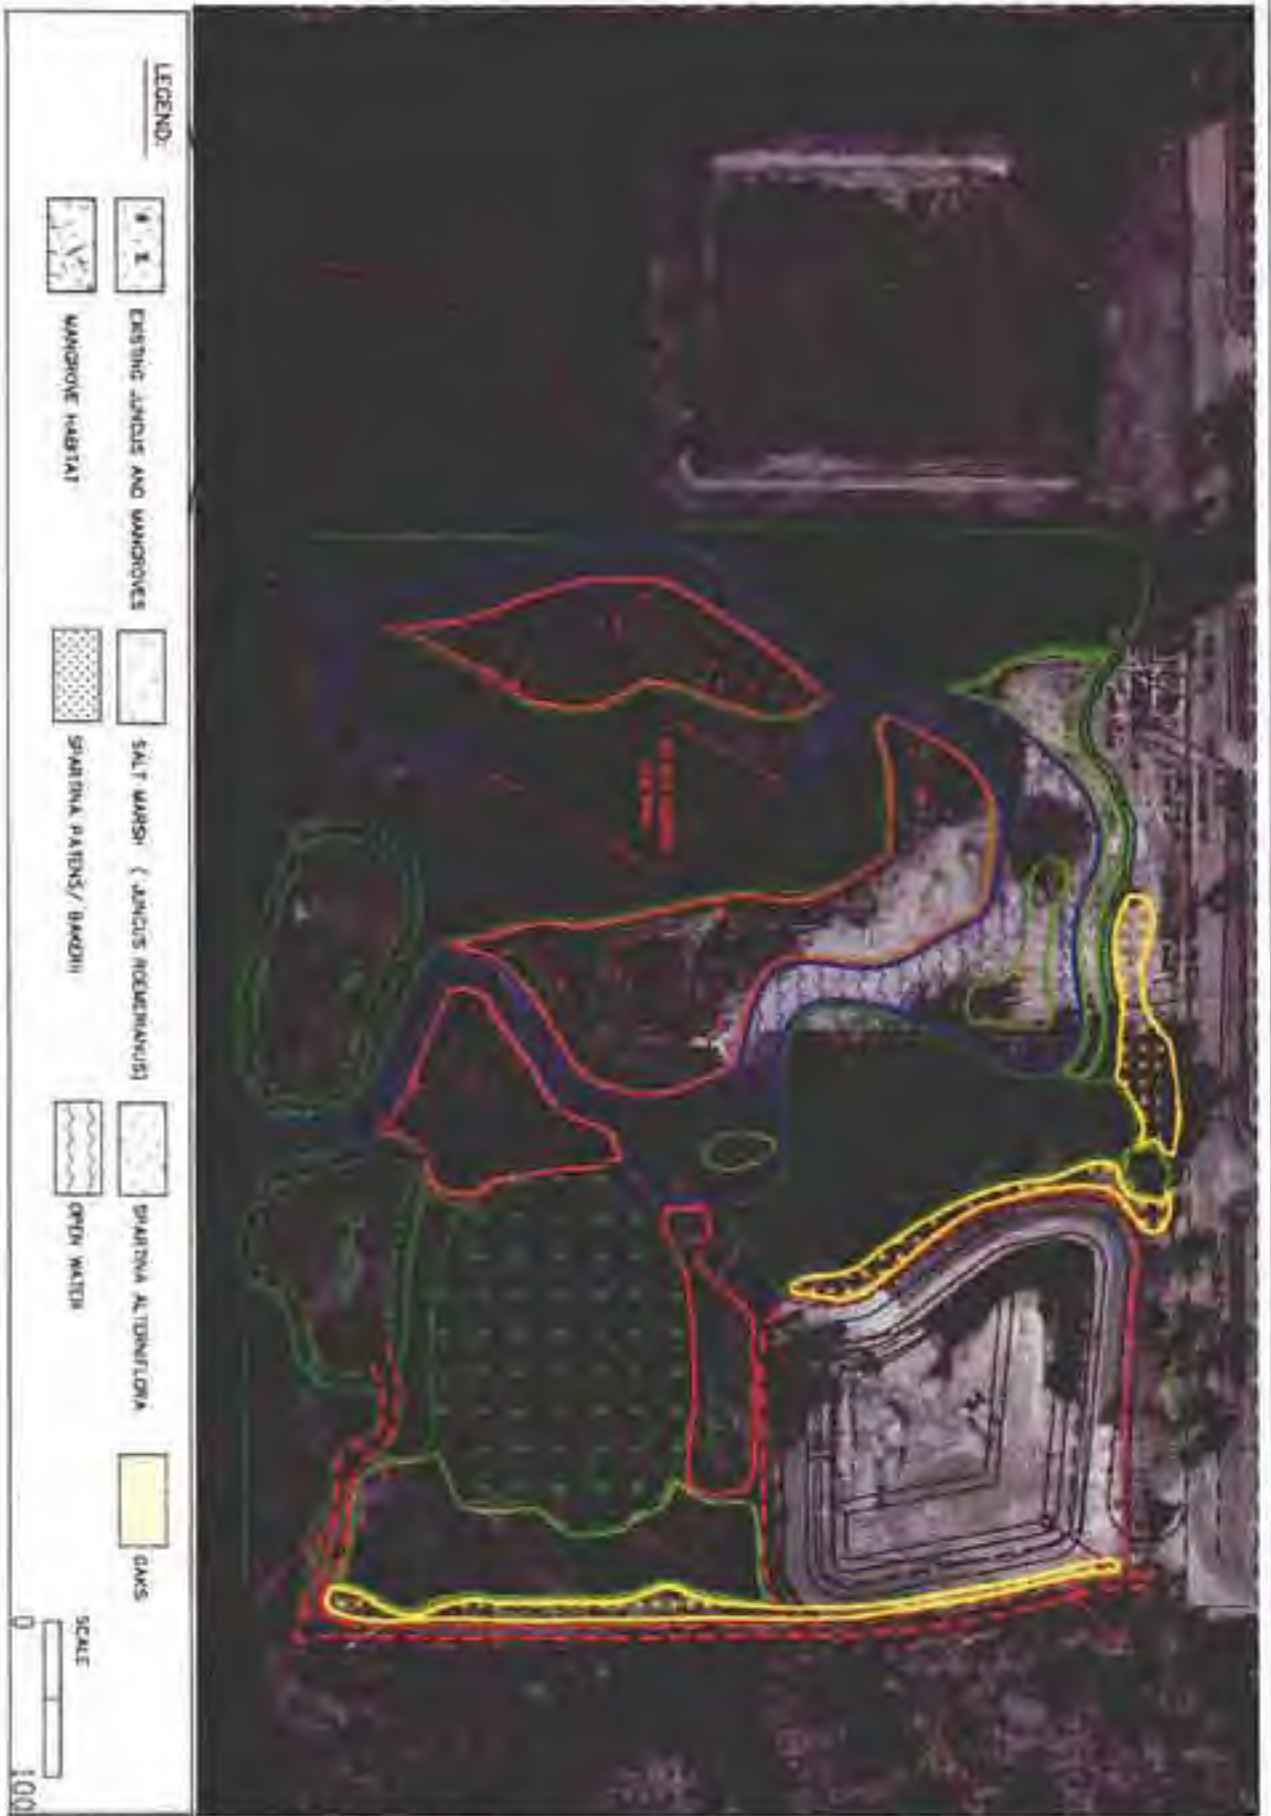 LEGEND:
EXISTING JUNCUS AND MANGROVES
SALT MARSH ( JUNCUS ROEMERIANUS)
SPARTINA ALTERNIFLORA
OAKS
MANGROVE HABITAT
SPARTINA PATENS/ BAKERII
OPEN WATER
SCALE
0
100